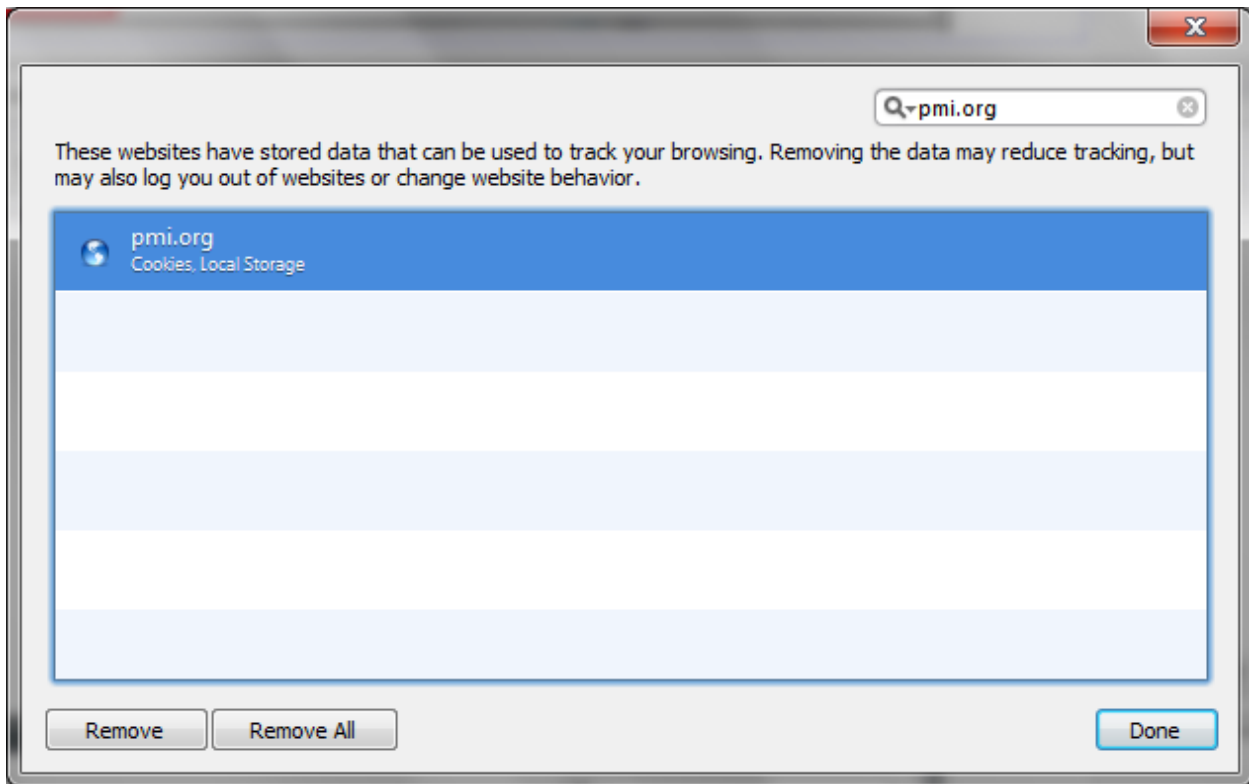 pmi.org
These websites have stored data that can be used to track your browsing. Removing the data may reduce tracking, but
may also log you out of websites or change website behavior.
pmi.org
Cookies, Local Storage
Remove
Remove All
Done